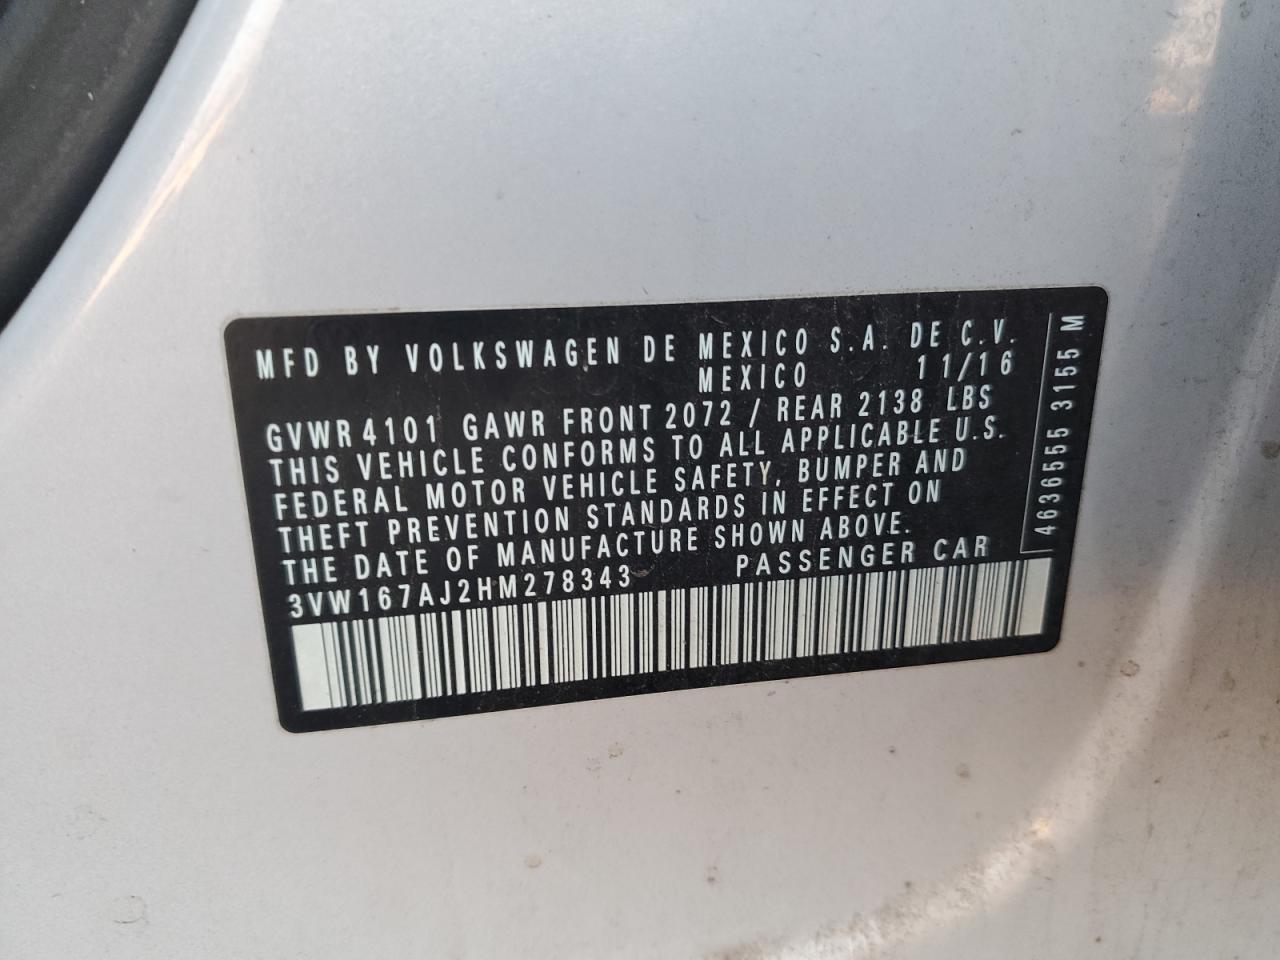 MFD BY VOLKSWAGEN DE MEXICO S.A. DE C.V.
MEXICO 11/16
GVWR 4101 GAWR FRONT 2072 / REAR 2138 LBS
THIS VEHICLE CONFORMS TO ALL APPLICABLE U.S.
FEDERAL MOTOR VEHICLE SAFETY, BUMPER AND
THEFT PREVENTION STANDARDS IN EFFECT ON
THE DATE OF MANUFACTURE SHOWN ABOVE.
3VW167AJ2HM278343 PASSENGER CAR
4636555 3155 M